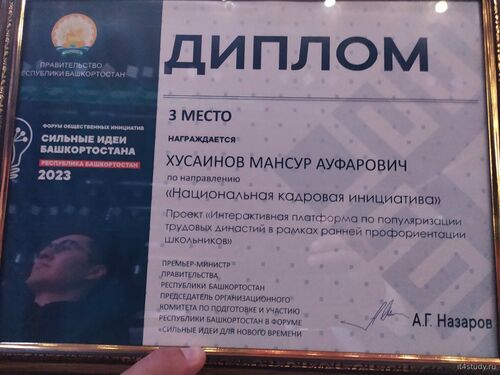 ПРАВИТЕЛЬСТВО
РЕСПУБЛИКИ БАШКОРТОСТАН
ДИПЛОМ
ФОРУМ ОБЩЕСТВЕННЫХ ИНИЦИАТИВ
СИЛЬНЫЕ ИДЕИ
БАШКОРТОСТАНА
РЕСПУБЛИКА БАШКОРТОСТАН
2023
3 МЕСТО
НАГРАЖДАЕТСЯ
ХУСАИНОВ МАНСУР АУФАРОВИЧ
по направлению
«Национальная кадровая инициатива»
Проект «Интерактивная платформа по популяризации
трудовых династий в рамках ранней профориентации
школьников»
ПРЕМЬЕР-МИНИСТР
ПРАВИТЕЛЬСТВА
РЕСПУБЛИКИ БАШКОРТОСТАН
ПРЕДСЕДАТЕЛЬ ОРГАНИЗАЦИОННОГО
КОМИТЕТА ПО ПОДГОТОВКЕ И УЧАСТИЮ
РЕСПУБЛИКИ БАШКОРТОСТАН В ФОРУМЕ
«СИЛЬНЫЕ ИДЕИ ДЛЯ НОВОГО ВРЕМЕНИ
А.Г. Назаров
it4study.ru